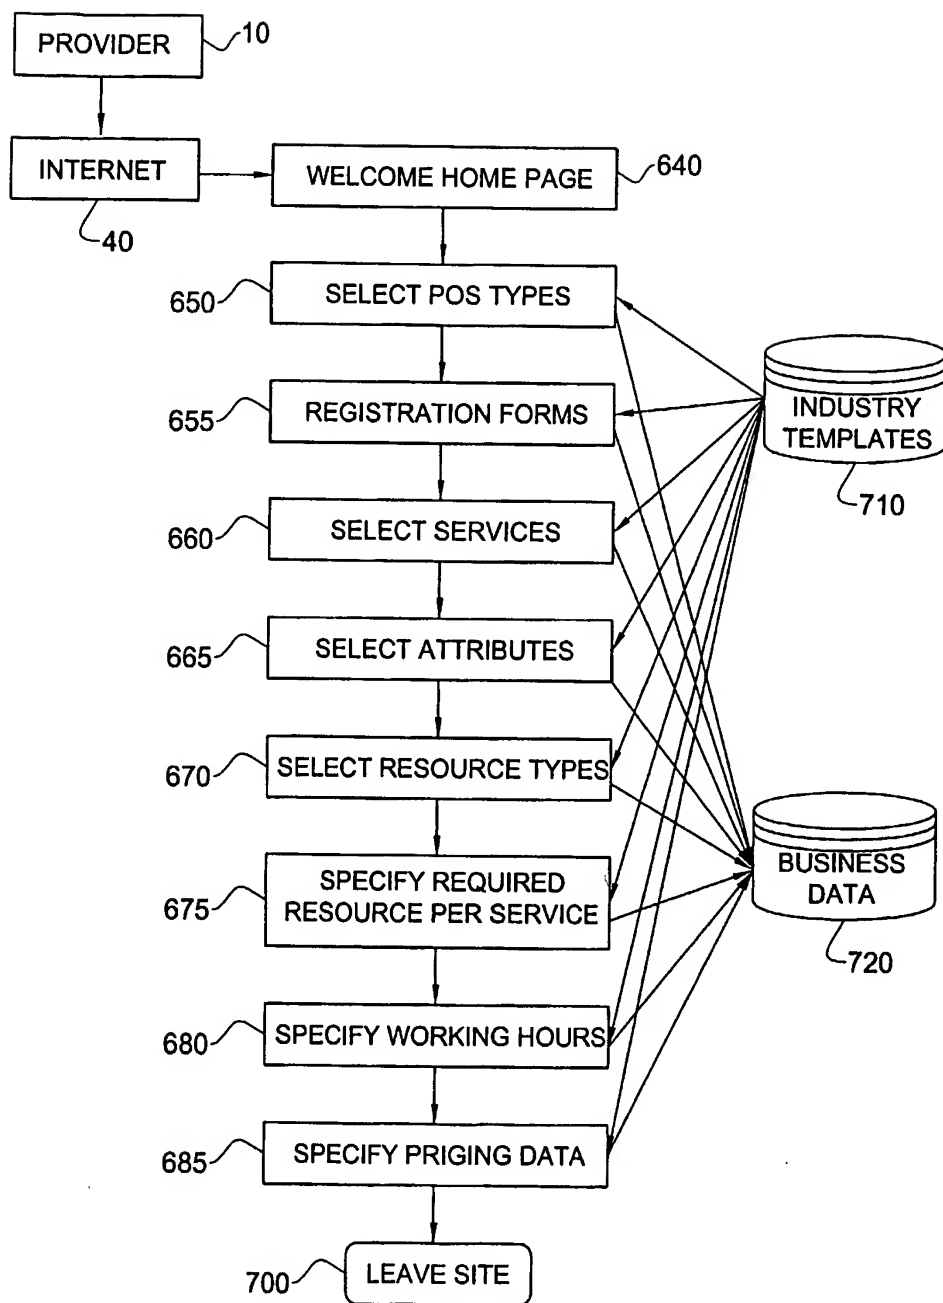 PROVIDER
10
INTERNET
40
WELCOME HOME PAGE
640
650
SELECT POS TYPES
655
REGISTRATION FORMS
INDUSTRY
TEMPLATES
710
660
SELECT SERVICES
665
SELECT ATTRIBUTES
670
SELECT RESOURCE TYPES
675
SPECIFY REQUIRED
RESOURCE PER SERVICE
BUSINESS
DATA
720
680
SPECIFY WORKING HOURS
685
SPECIFY PRIGING DATA
700
LEAVE SITE